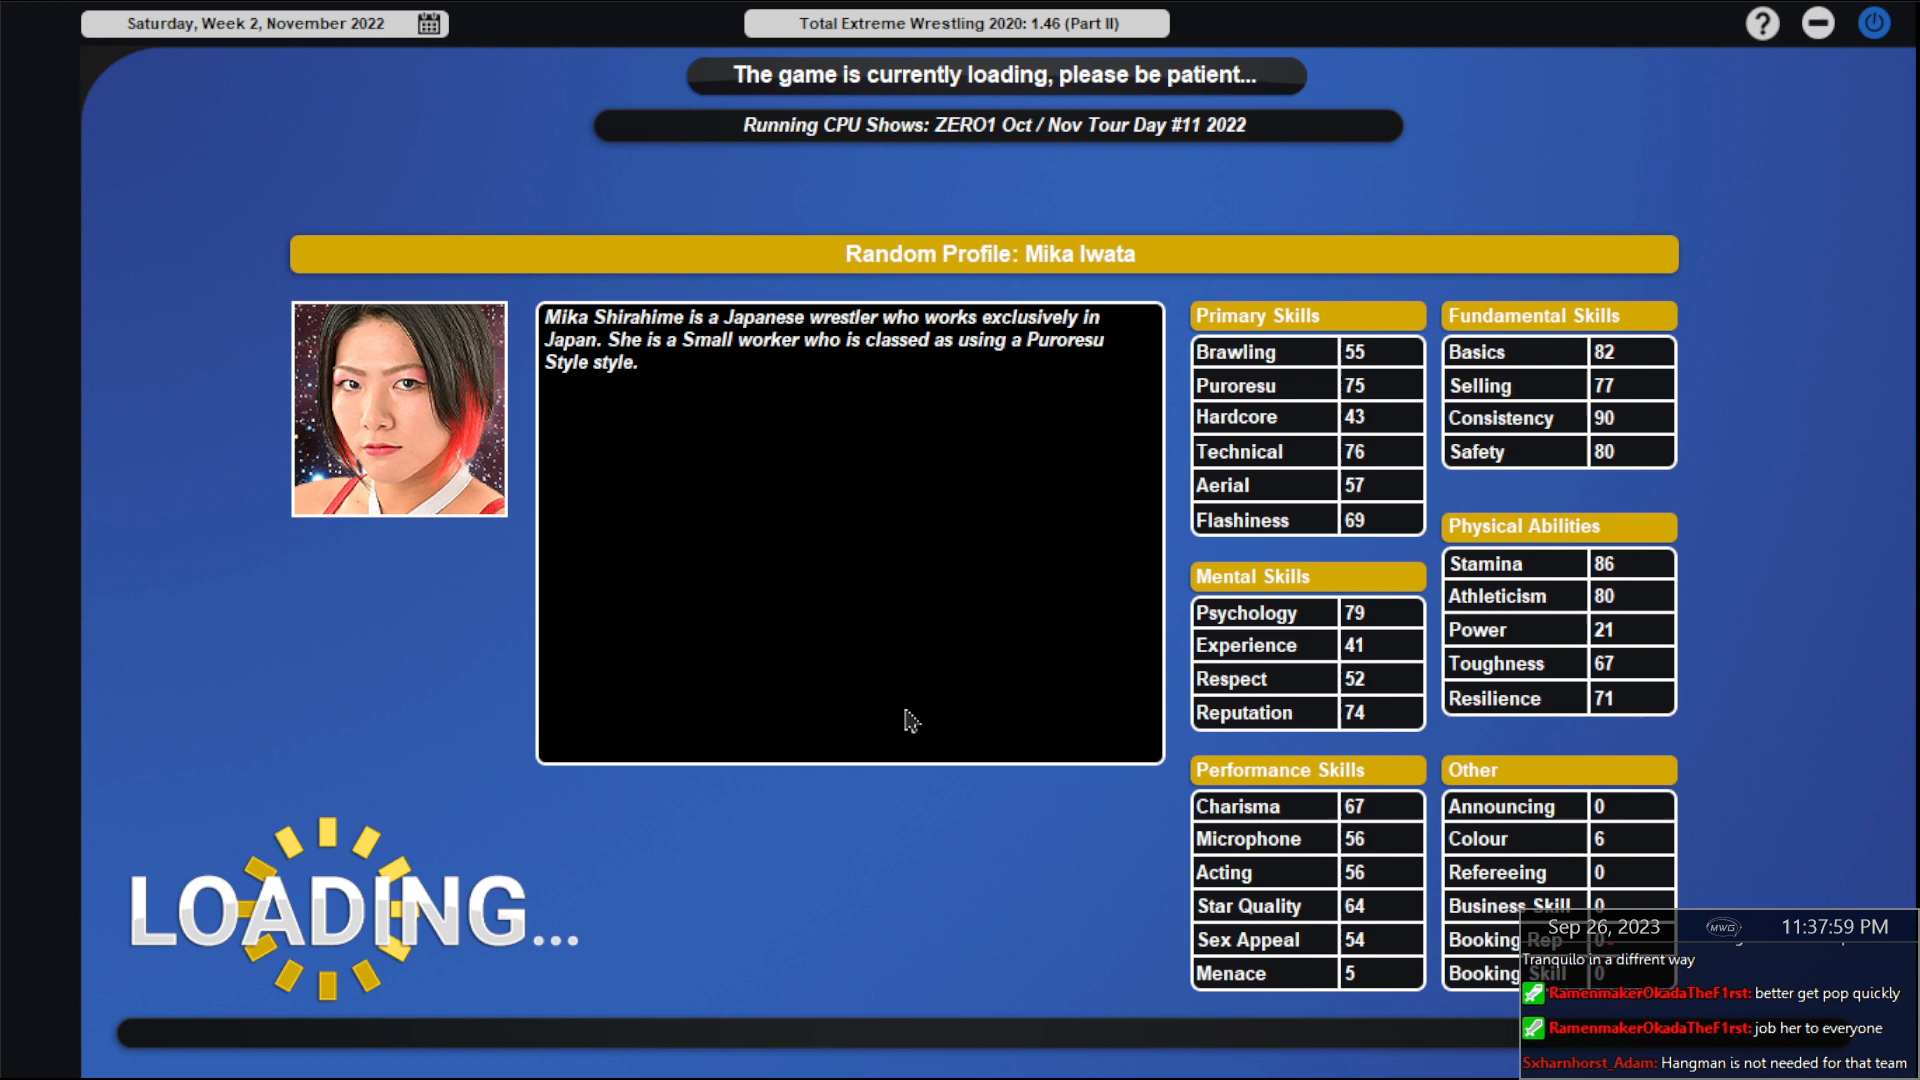 Saturday, Week 2, November 2022
Total Extreme Wrestling 2020: 1.46 (Part II)
?
The game is currently loading, please be patient...
Running CPU Shows: ZERO1 Oct / Nov Tour Day #11 2022
Random Profile: Mika Iwata
Mika Shirahime is a Japanese wrestler who works exclusively in
Japan. She is a Small worker who is classed as using a Puroresu
Style style.
Primary Skills
Brawling 55
Puroresu 75
Hardcore 43
Technical 76
Aerial 57
Flashiness 69
Mental Skills
Psychology 79
Experience 41
Respect 52
Reputation 74
Performance Skills
Charisma 67
Microphone 56
Acting 56
Star Quality 64
Sex Appeal 54
Menace 5
Fundamental Skills
Basics 82
Selling 77
Consistency 90
Safety 80
Physical Abilities
Stamina 86
Athleticism 80
Power 21
Toughness 67
Resilience 71
Other
Announcing 0
Colour 6
Refereeing 0
Business Skill 0
Booking Rep 0
Booking Skill 0
LOADING...
Sep 26, 2023 MWG 11:37:59 PM
Tranquilo in a diffrent way
RamenmakerOkadaTheF1rst: better get pop quickly
RamenmakerOkadaTheF1rst: job her to everyone
Sxharnhorst_Adam: Hangman is not needed for that team